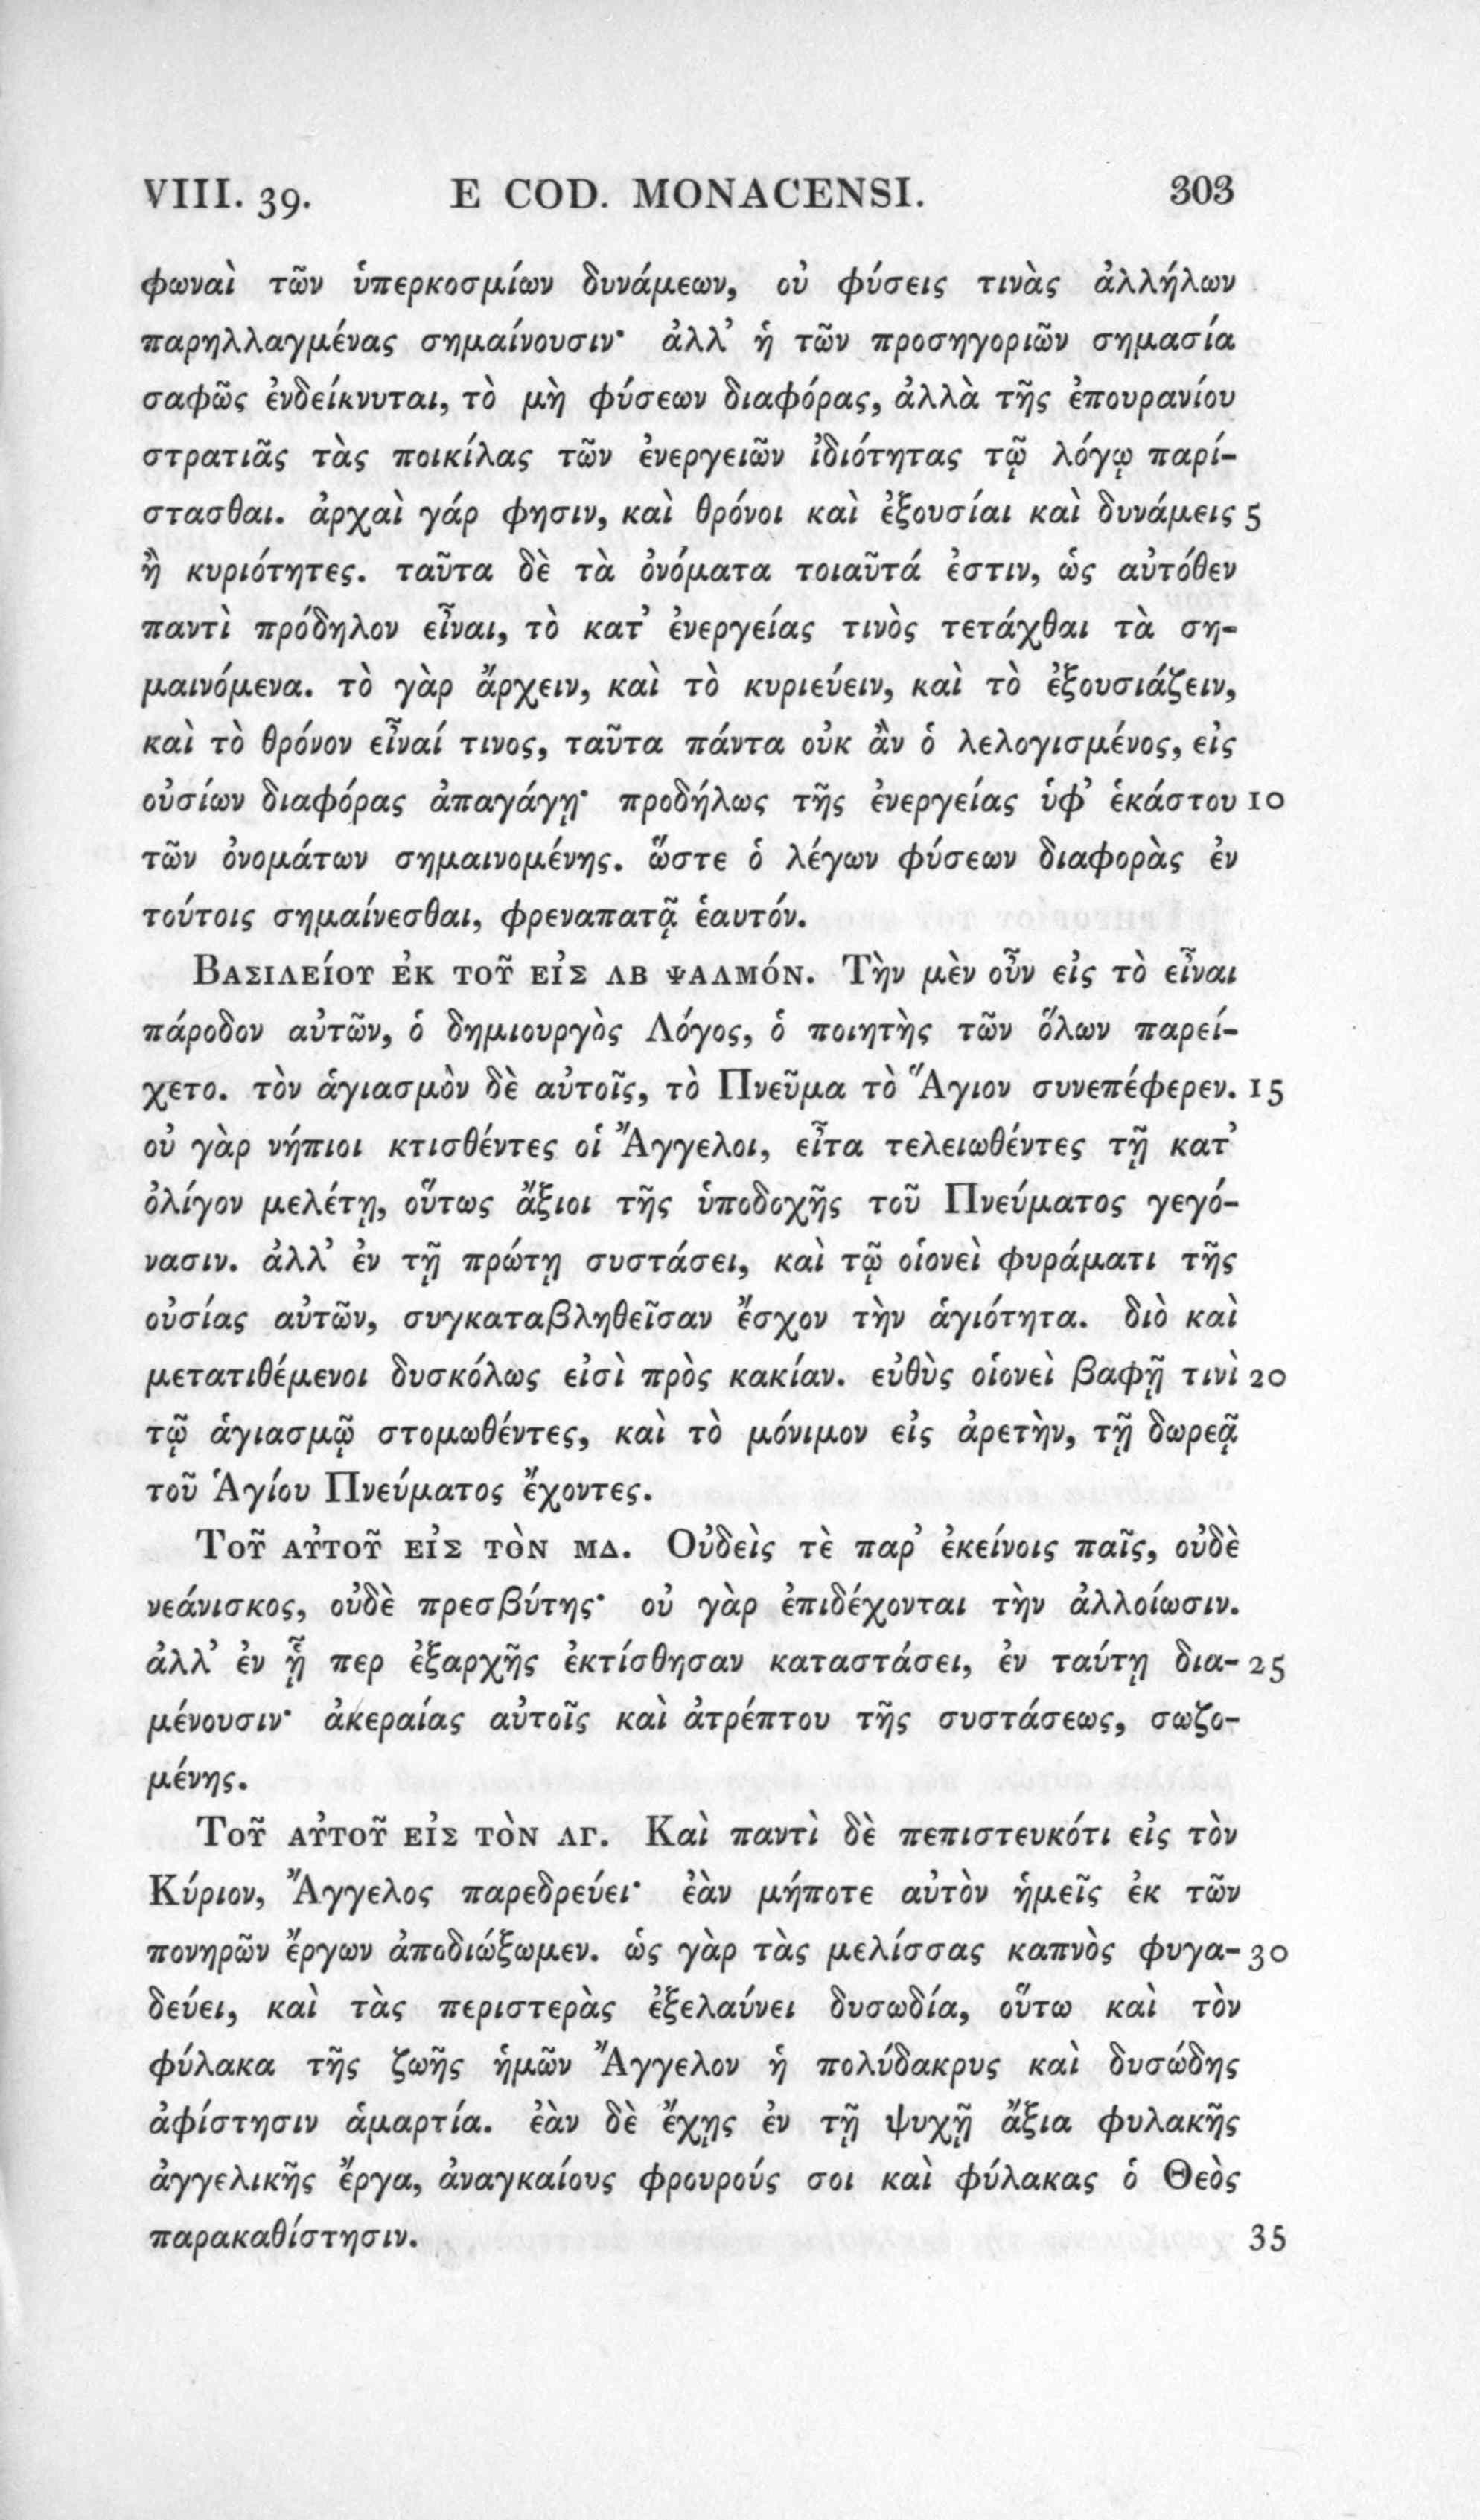 VIII. 39. E COD. MONACENSI. 303
φωναὶ τῶν ὑπερκοσμίων δυνάμεων, οὐ φύσεις τινὰς ἀλλήλων
παρηλλαγμένας σημαίνουσιν· ἀλλ’ ἡ τῶν προσηγοριῶν σημασία
σαφῶς ἐνδείκνυται, τὸ μὴ φύσεων διαφόρας, ἀλλὰ τῆς ἐπουρανίου
στρατιᾶς τὰς ποικίλας τῶν ἐνεργειῶν ἰδιότητας τῷ λόγῳ παρί-
στασθαι. ἀρχαὶ γάρ φησιν, καὶ θρόνοι καὶ ἐξουσίαι καὶ δυνάμεις 5
ἢ κυριότητες. ταῦτα δὲ τὰ ὀνόματα τοιαῦτά ἐστιν, ὡς αὐτόθεν
παντὶ πρόδηλον εἶναι, τὸ κατ’ ἐνεργείας τινὸς τετάχθαι τὰ ση-
μαινόμενα. τὸ γὰρ ἄρχειν, καὶ τὸ κυριεύειν, καὶ τὸ ἐξουσιάζειν,
καὶ τὸ θρόνον εἶναί τινος, ταῦτα πάντα οὐκ ἂν ὁ λελογισμένος, εἰς
οὐσίων διαφόρας ἀπαγάγῃ· προδήλως τῆς ἐνεργείας ὑφ’ ἑκάστου 10
τῶν ὀνομάτων σημαινομένης. ὥστε ὁ λέγων φύσεων διαφορὰς ἐν
τούτοις σημαίνεσθαι, φρεναπατᾷ ἑαυτόν.
ΒΑΣΙΛΕίΟΥ ἐΚ ΤΟῦ ΕἰΣ ΛΒ ΨΑΛΜόΝ. Τὴν μὲν οὖν εἰς τὸ εἶναι
πάροδον αὐτῶν, ὁ δημιουργὸς Λόγος, ὁ ποιητὴς τῶν ὅλων παρεί-
χετο. τὸν ἁγιασμὸν δὲ αὐτοῖς, τὸ Πνεῦμα τὸ Ἅγιον συνεπέφερεν. 15
οὐ γὰρ νήπιοι κτισθέντες οἱ Ἄγγελοι, εἶτα τελειωθέντες τῇ κατ’
ὀλίγον μελέτῃ, οὕτως ἄξιοι τῆς ὑποδοχῆς τοῦ Πνεύματος γεγό-
νασιν. ἀλλ’ ἐν τῇ πρώτῃ συστάσει, καὶ τῷ οἱονεὶ φυράματι τῆς
οὐσίας αὐτῶν, συγκαταβληθεῖσαν ἔσχον τὴν ἁγιότητα. διὸ καὶ
μετατιθέμενοι δυσκόλως εἰσὶ πρὸς κακίαν. εὐθὺς οἱονεὶ βαφῇ τινὶ 20
τῷ ἁγιασμῷ στομωθέντες, καὶ τὸ μόνιμον εἰς ἀρετὴν, τῇ δωρεᾷ
τοῦ Ἁγίου Πνεύματος ἔχοντες.
ΤΟῦ ΑὐΤΟῦ ΕἰΣ ΤὸΝ ΜΔ. Οὐδεὶς τὲ παρ’ ἐκείνοις παῖς, οὐδὲ
νεάνισκος, οὐδὲ πρεσβύτης· οὐ γὰρ ἐπιδέχονται τὴν ἀλλοίωσιν.
ἀλλ’ ἐν ᾗ περ ἐξαρχῆς ἐκτίσθησαν καταστάσει, ἐν ταύτῃ δια- 25
μένουσιν· ἀκεραίας αὐτοῖς καὶ ἀτρέπτου τῆς συστάσεως, σωζο-
μένης.
ΤΟῦ ΑὐΤΟῦ ΕἰΣ ΤὸΝ ΛΓ. Καὶ παντὶ δὲ πεπιστευκότι εἰς τὸν
Κύριον, Ἄγγελος παρεδρεύει· ἐὰν μήποτε αὐτὸν ἡμεῖς ἐκ τῶν
πονηρῶν ἔργων ἀποδιώξωμεν. ὡς γὰρ τὰς μελίσσας καπνὸς φυγα- 30
δεύει, καὶ τὰς περιστερὰς ἐξελαύνει δυσωδία, οὕτω καὶ τὸν
φύλακα τῆς ζωῆς ἡμῶν Ἄγγελον ἡ πολύδακρυς καὶ δυσώδης
ἀφίστησιν ἁμαρτία. ἐὰν δὲ ἔχῃς ἐν τῇ ψυχῇ ἄξια φυλακῆς
ἀγγελικῆς ἔργα, ἀναγκαίους φρουρούς σοι καὶ φύλακας ὁ Θεὸς
παρακαθίστησιν. 35